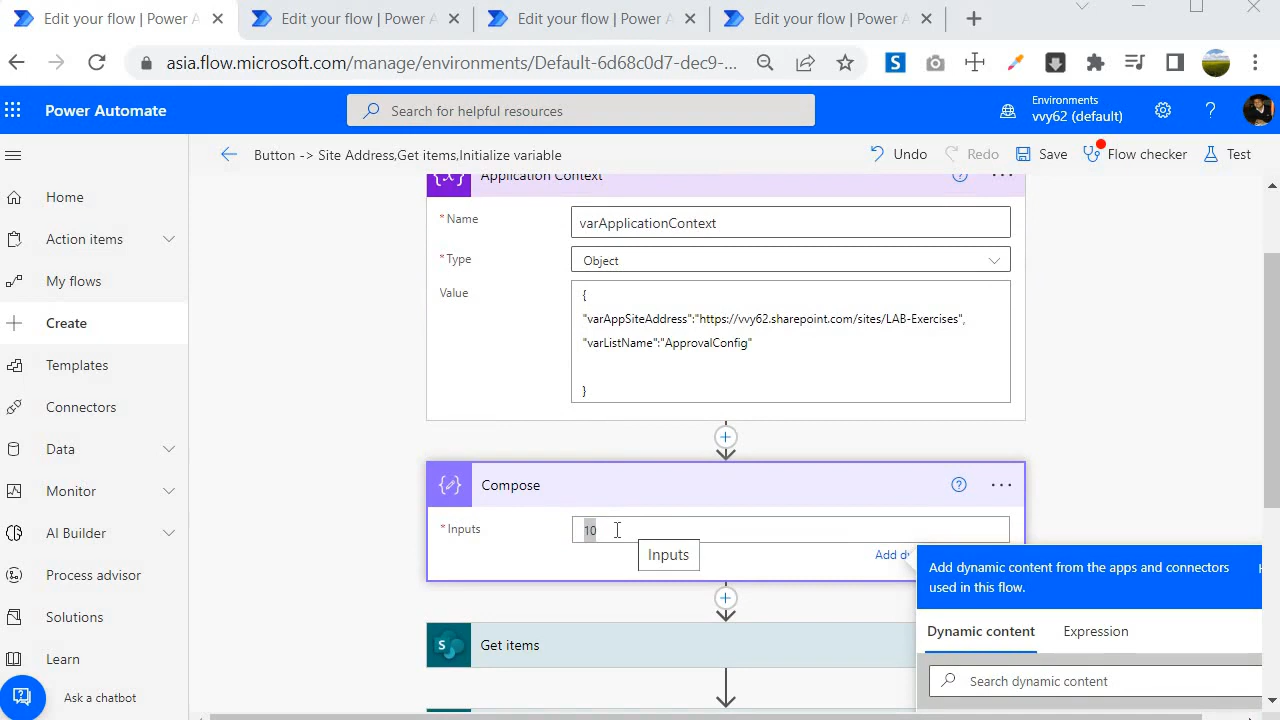 Edit your flow | Power Automate
Edit your flow | Power A
Edit your flow | Power A
Edit your flow | Power A
asia.flow.microsoft.com/manage/environments/Default-6d68c0d7-dec9-...
Power Automate
Search for helpful resources
Environments
vvy62 (default)
Button -> Site Address,Get items,Initialize variable
Undo
Redo
Save
Flow checker
Test
Home
Action items
My flows
Create
Templates
Connectors
Data
Monitor
AI Builder
Process advisor
Solutions
Learn
Ask a chatbot
Application Context
* Name
varApplicationContext
* Type
Object
Value
{
"varAppSiteAddress":"https://vvy62.sharepoint.com/sites/LAB-Exercises",
"varListName":"ApprovalConfig"
}
Compose
* Inputs
10
Inputs
Add dy
Add dynamic content from the apps and connectors
used in this flow.
Dynamic content
Expression
Search dynamic content
S
Get items